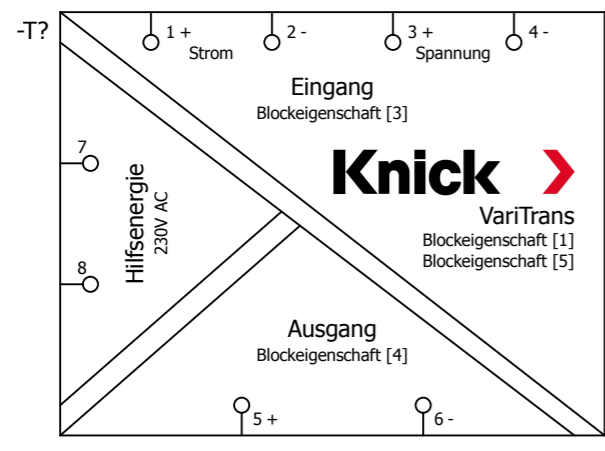 -T?
1 +
2 -
3 +
4 -
Strom
Spannung
Eingang
Blockeigenschaft [3]
7
Hilfsenergie
230V AC
8
Knick
VariTrans
Blockeigenschaft [1]
Blockeigenschaft [5]
Ausgang
Blockeigenschaft [4]
5 +
6 -